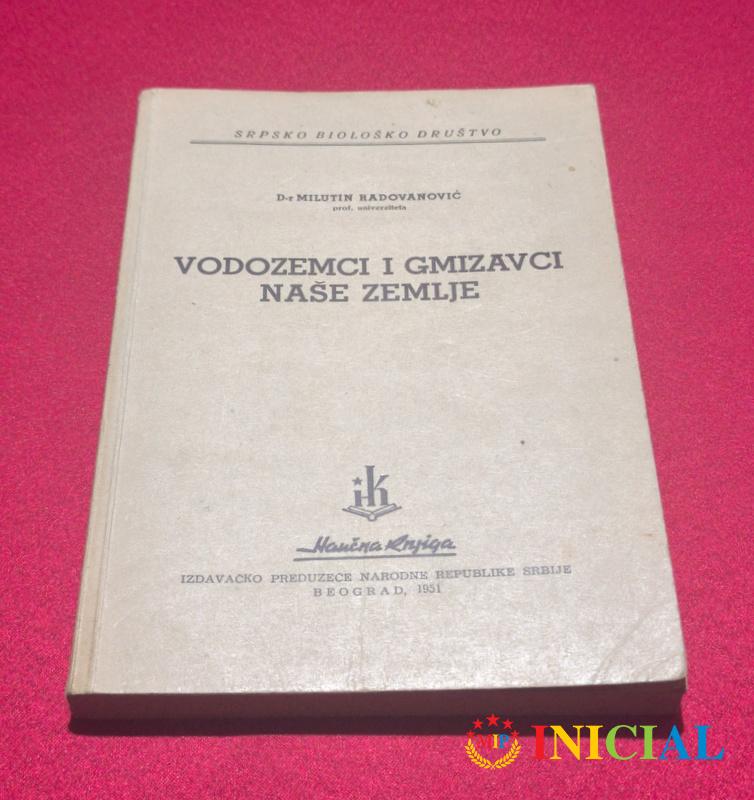 SRPSKO BIOLOŠKO DRUŠTVO
D-r MILUTIN RADOVANOVIĆ
prof. univerziteta
VODOZEMCI I GMIZAVCI
NAŠE ZEMLJE
Naučna Knjiga
IZDAVAČKO PREDUZEĆE NARODNE REPUBLIKE SRBIJE
BEOGRAD, 1951
MIP INICIAL